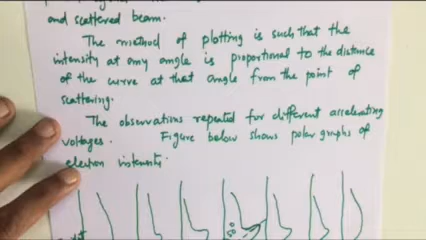 and scattered beam.
The method of plotting is such that the
intensity at any angle is proportional to the distance
of the curve at that angle from the point of
scattering.
The observations repeated for different accelerating
voltages. Figure below shows polar graphs of
electron intensity
50